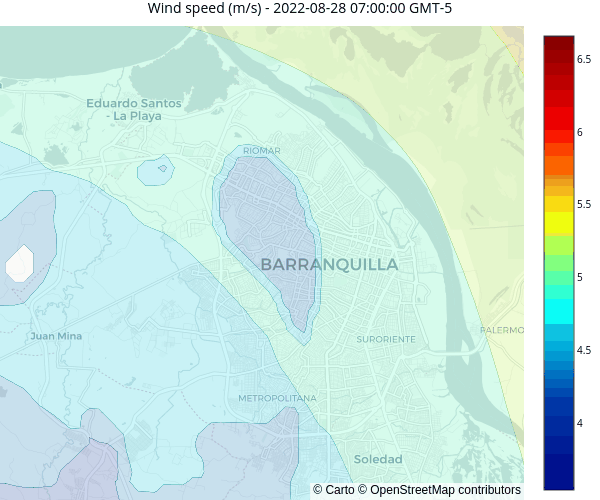 Wind speed (m/s) - 2022-08-28 07:00:00 GMT-5
6.5
Eduardo Santos
- La Playa
6
RIOMAR
5.5
BARRANQUILLA
5
Juan Mina
SURORIENTE
PALERMO
4.5
METROPOLITANA
4
Soledad
© Carto © OpenStreetMap contributors